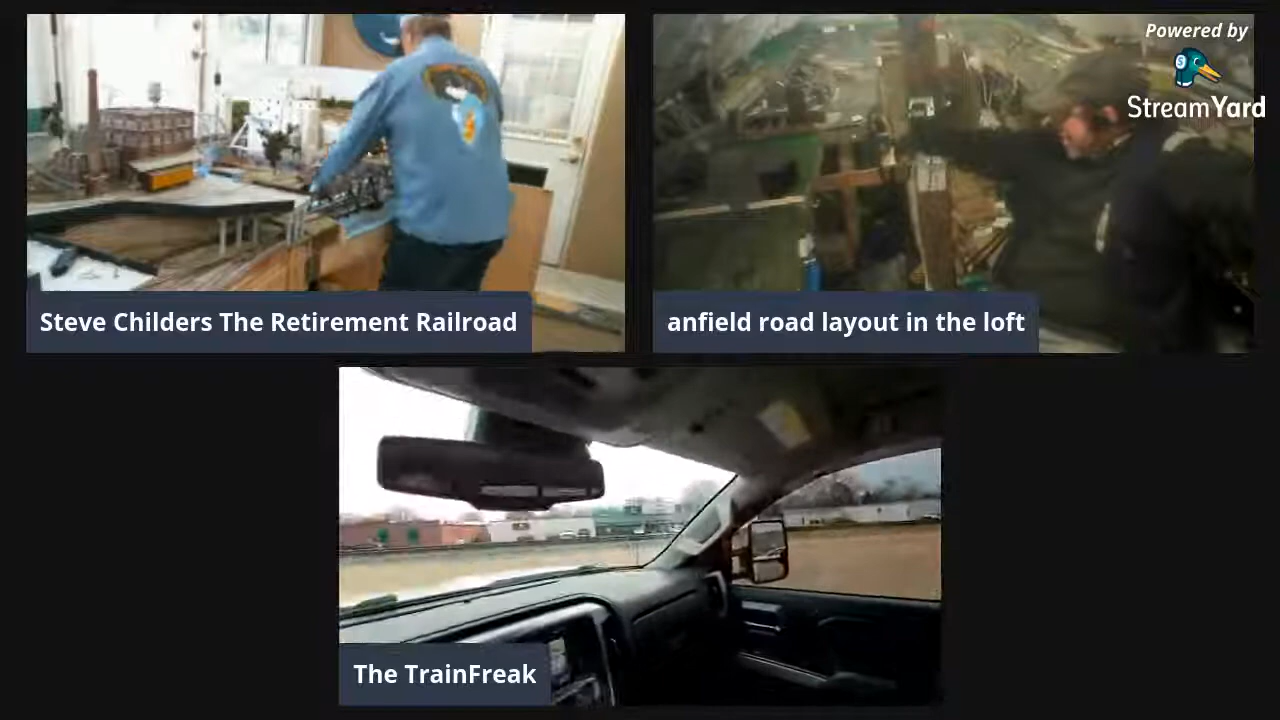 Powered by
StreamYard
Steve Childers The Retirement Railroad
anfield road layout in the loft
The TrainFreak